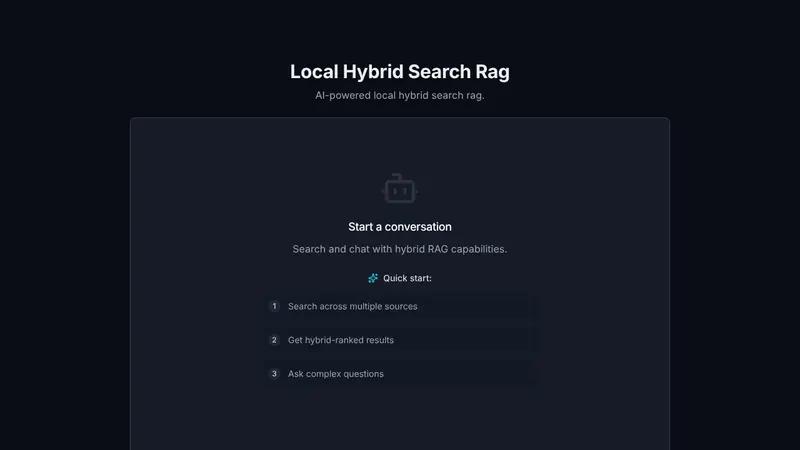 Local Hybrid Search Rag
AI-powered local hybrid search rag.
Start a conversation
Search and chat with hybrid RAG capabilities.
Quick start:
1 Search across multiple sources
2 Get hybrid-ranked results
3 Ask complex questions